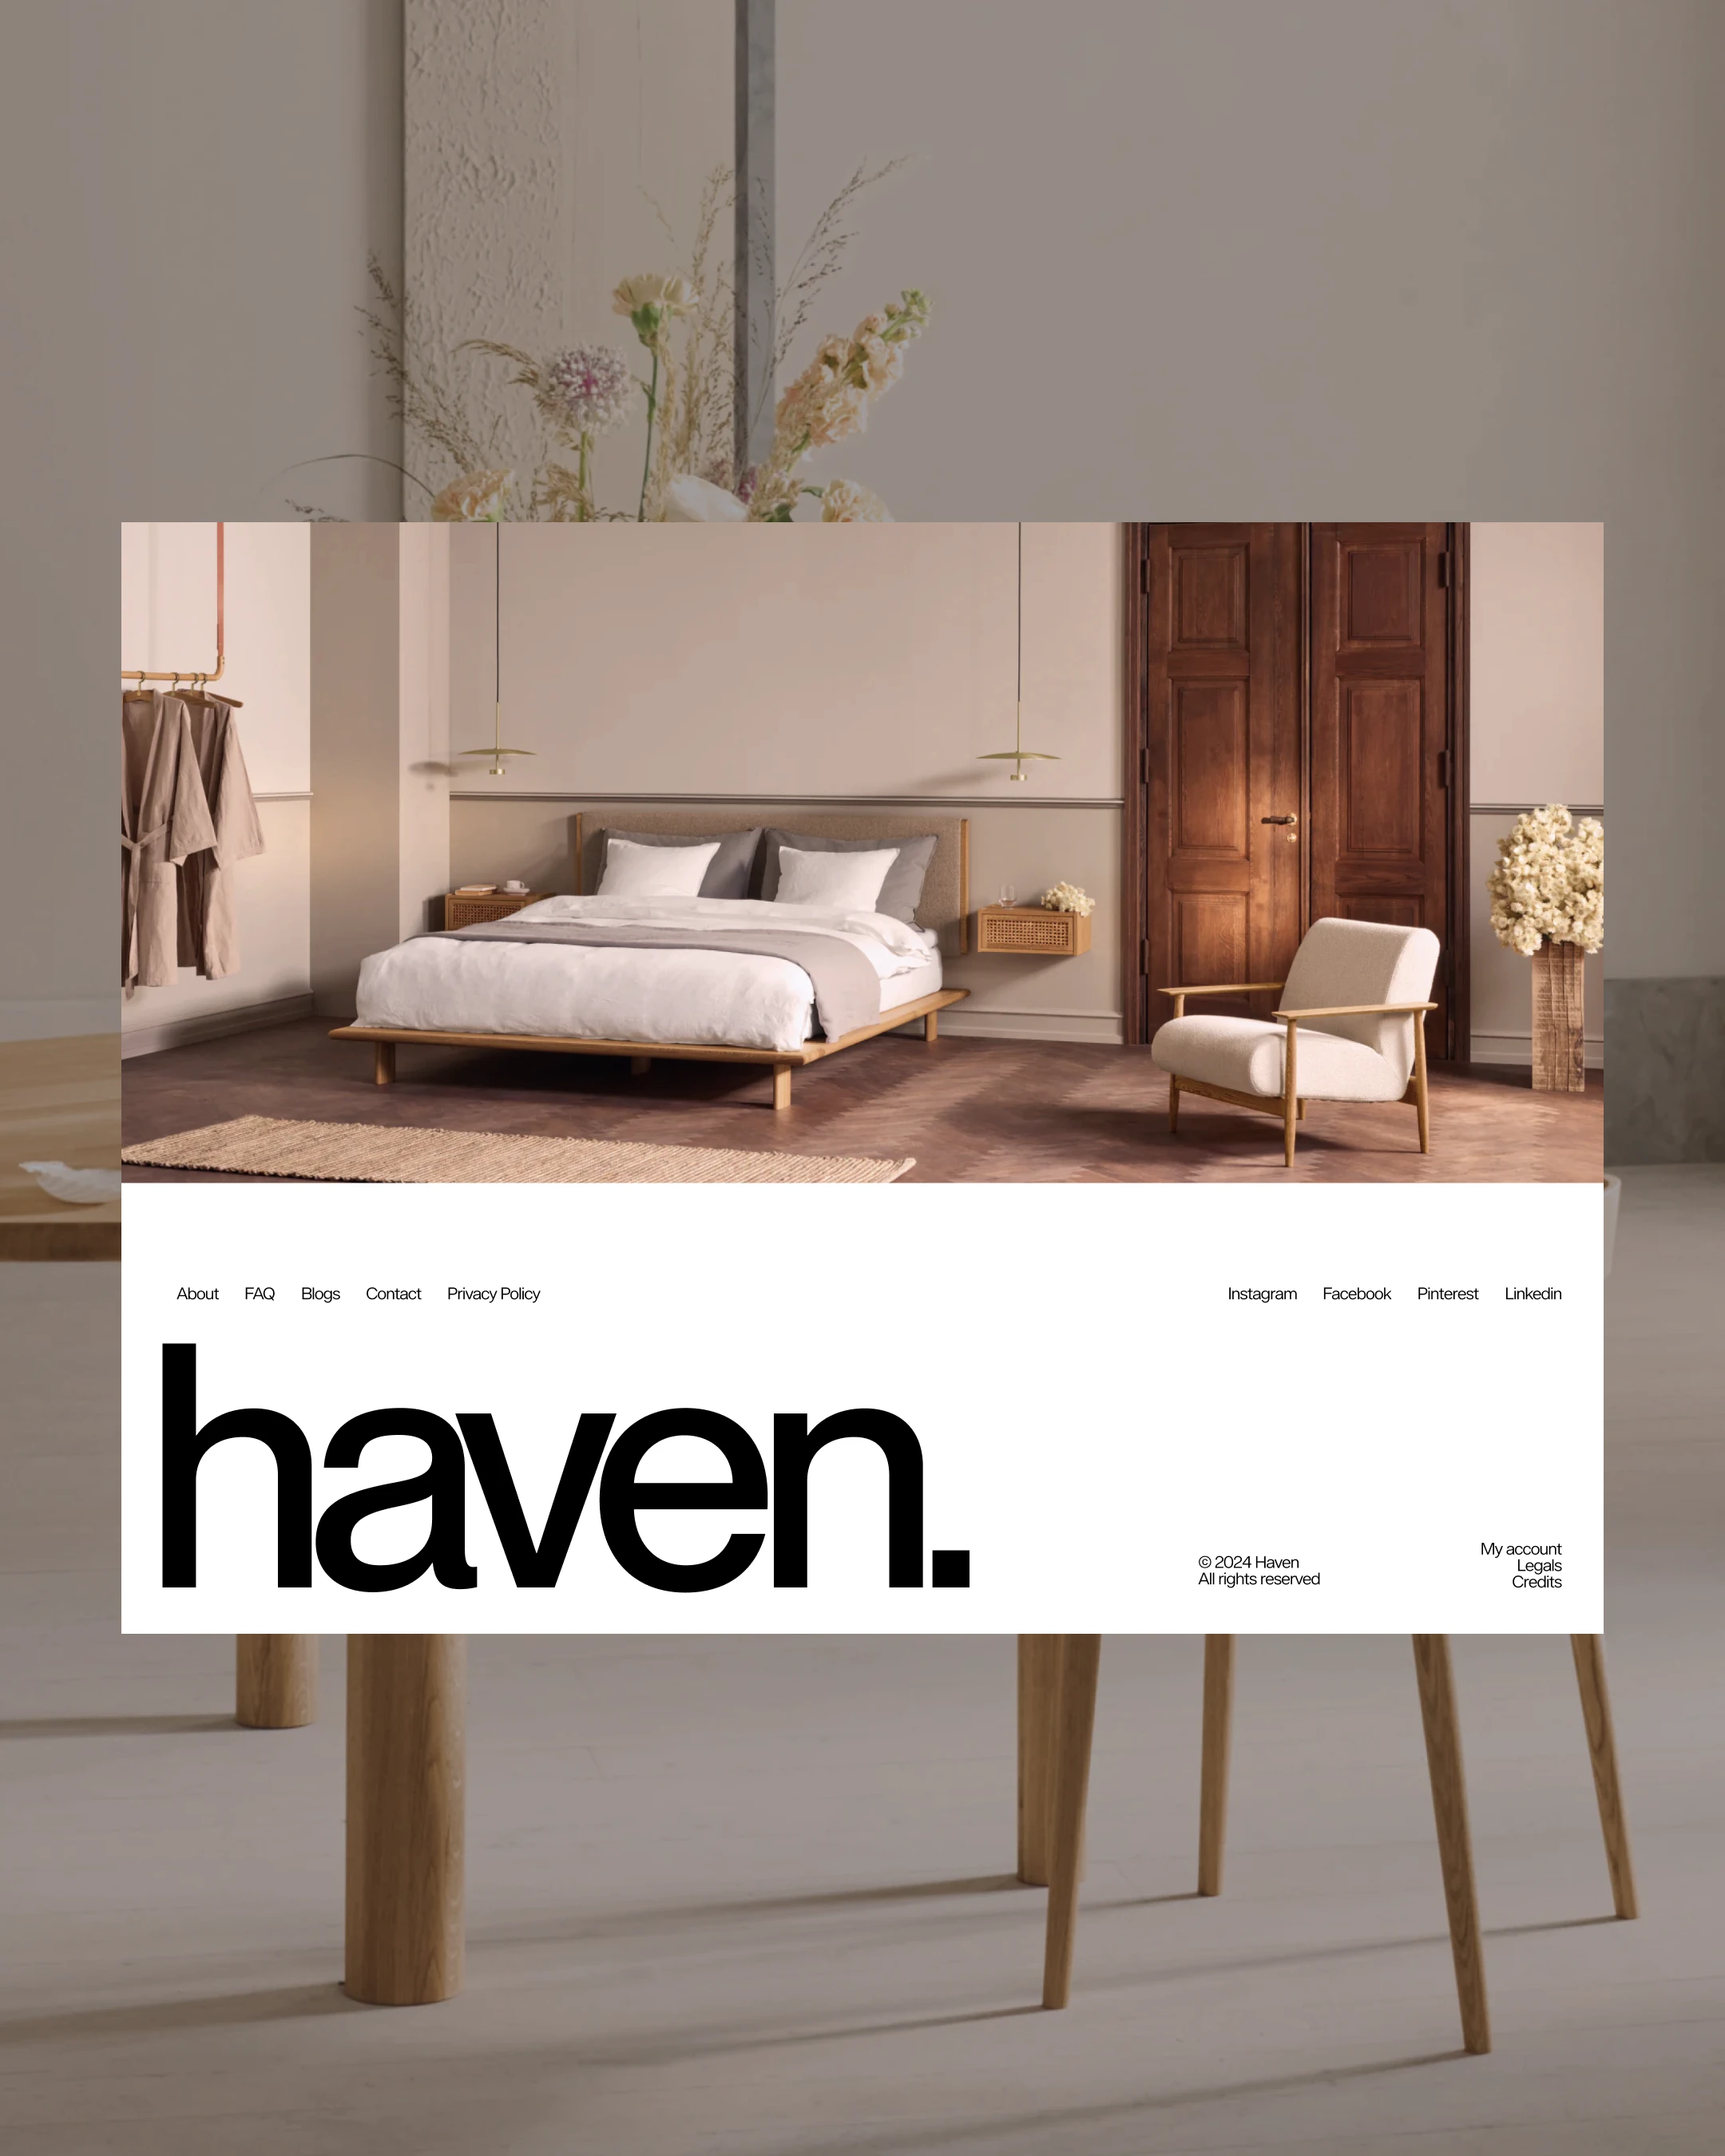 About FAQ Blogs Contact Privacy Policy
Instagram Facebook Pinterest Linkedin
haven.
© 2024 Haven
All rights reserved
My account
Legals
Credits